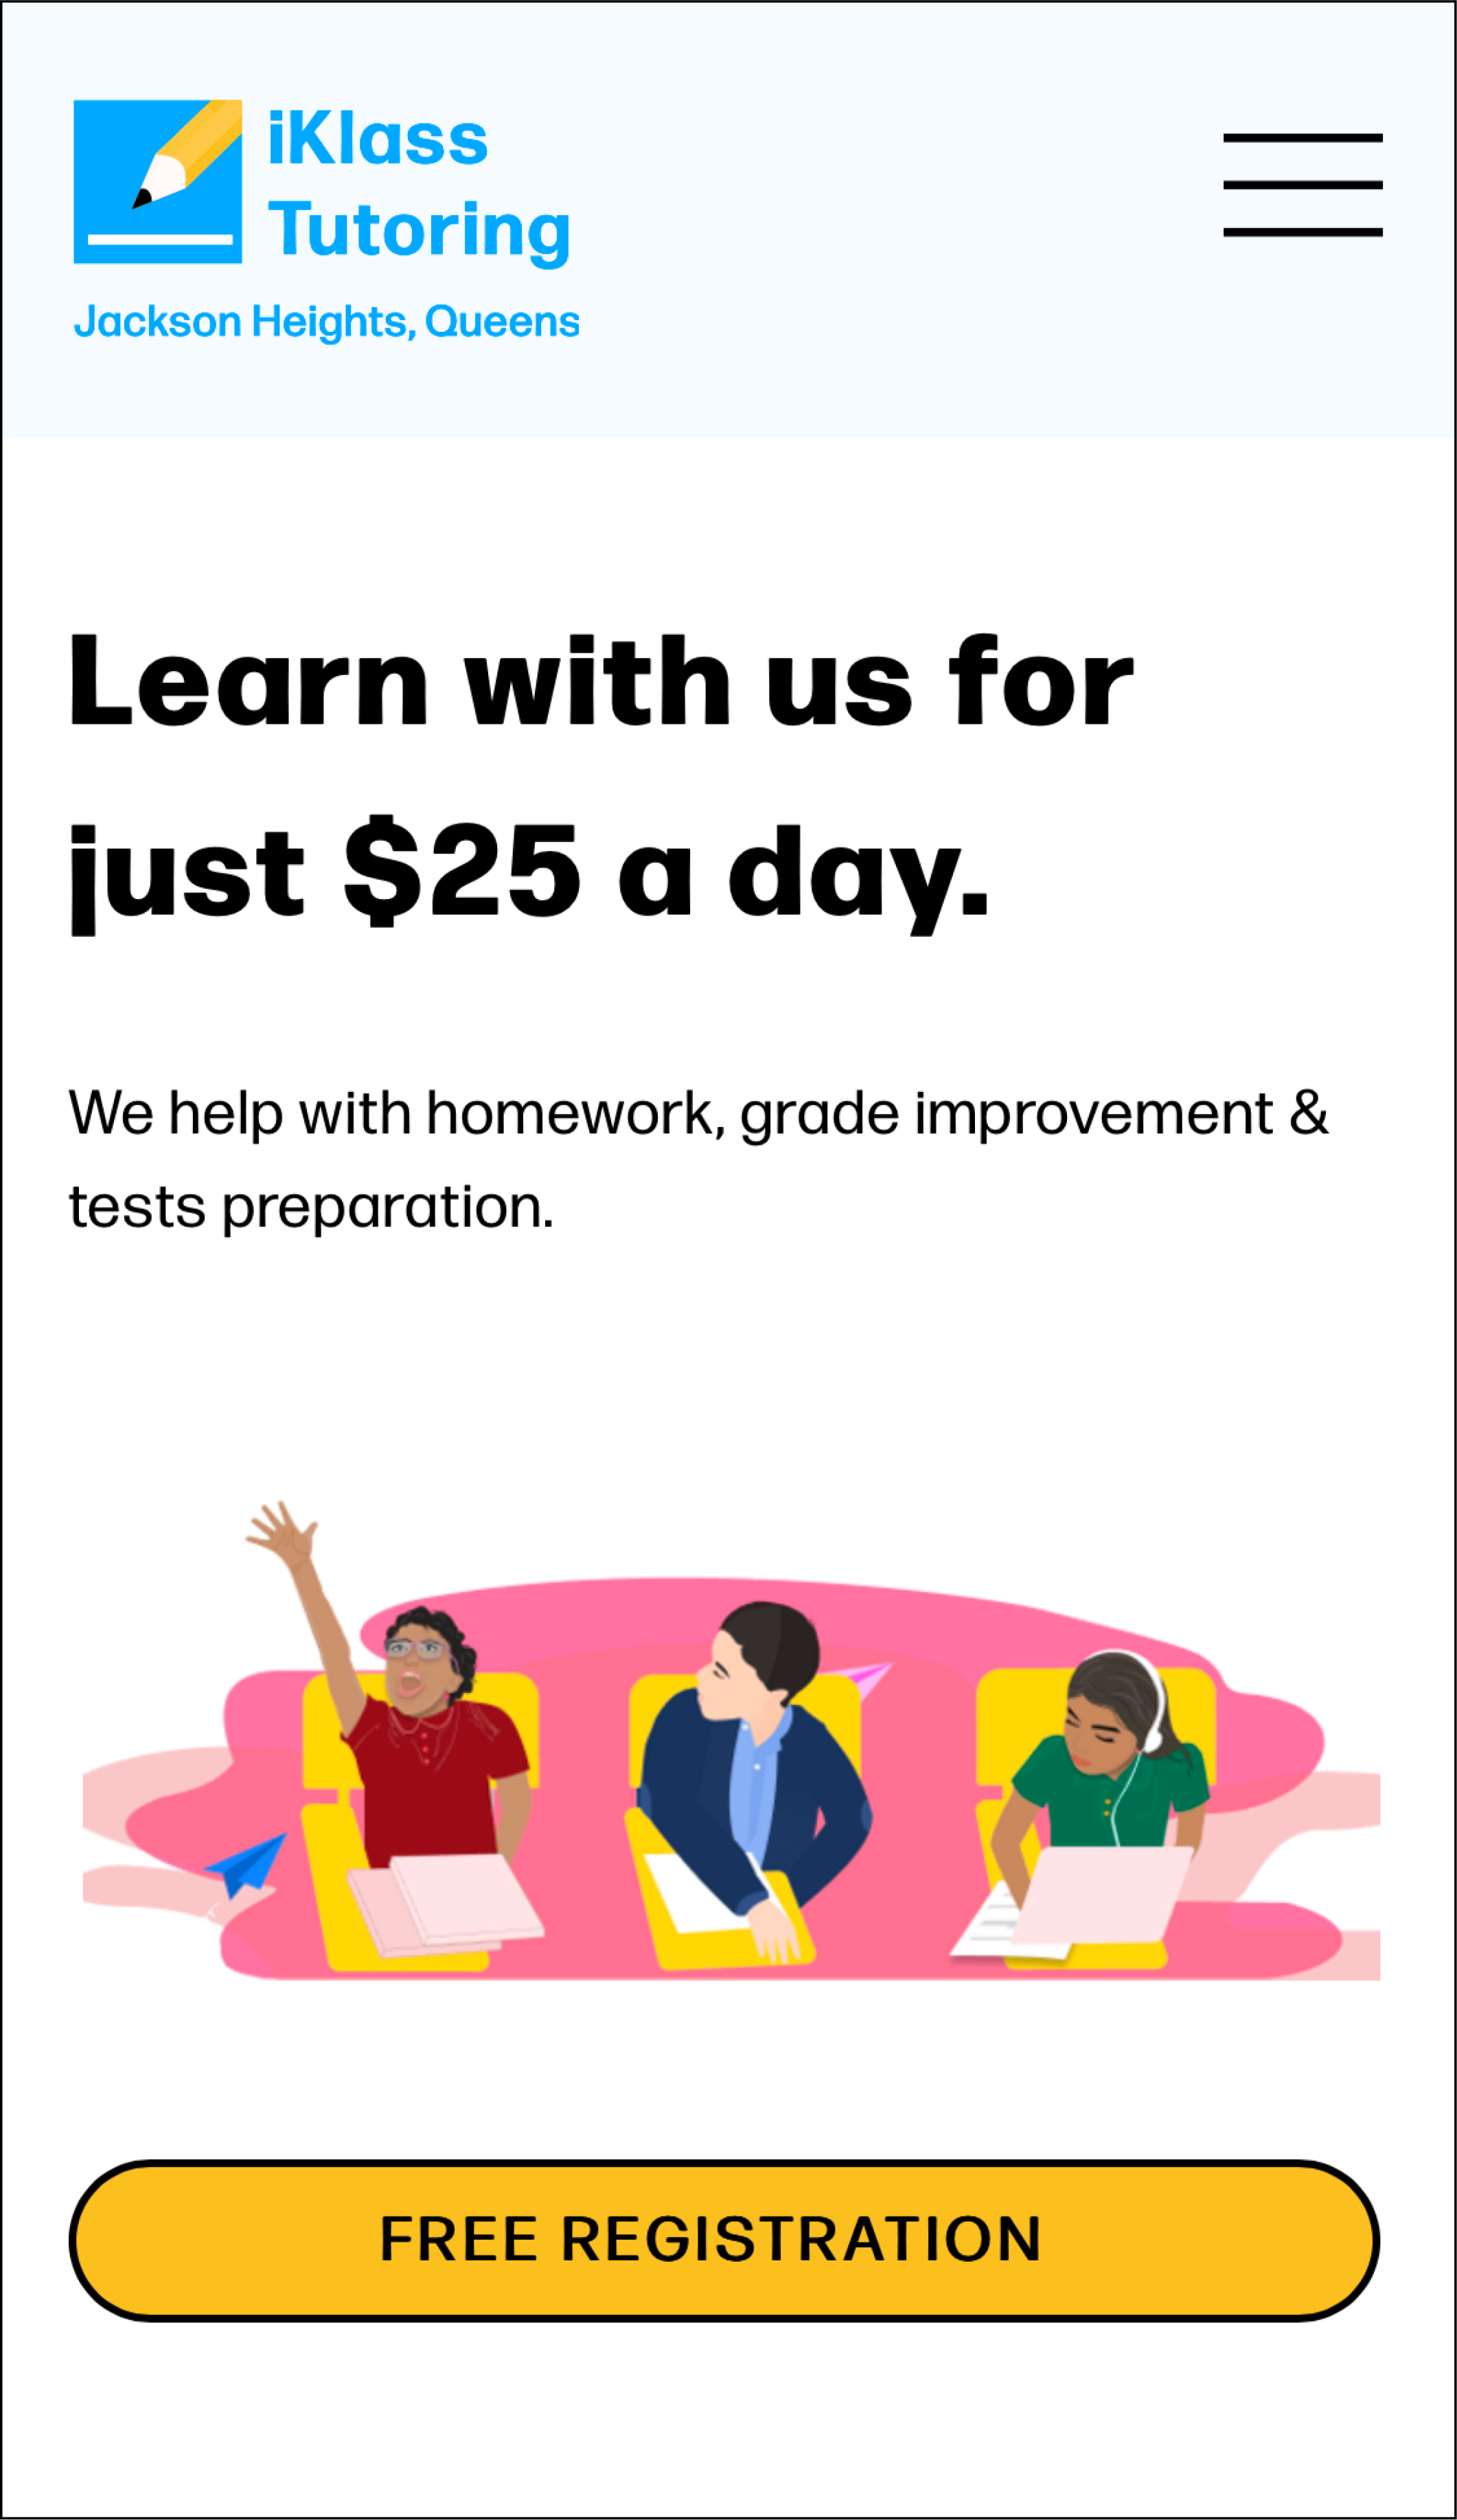 iKlass
Tutoring
Jackson Heights, Queens
Learn with us for
just $25 a day.
We help with homework, grade improvement &
tests preparation.
FREE REGISTRATION